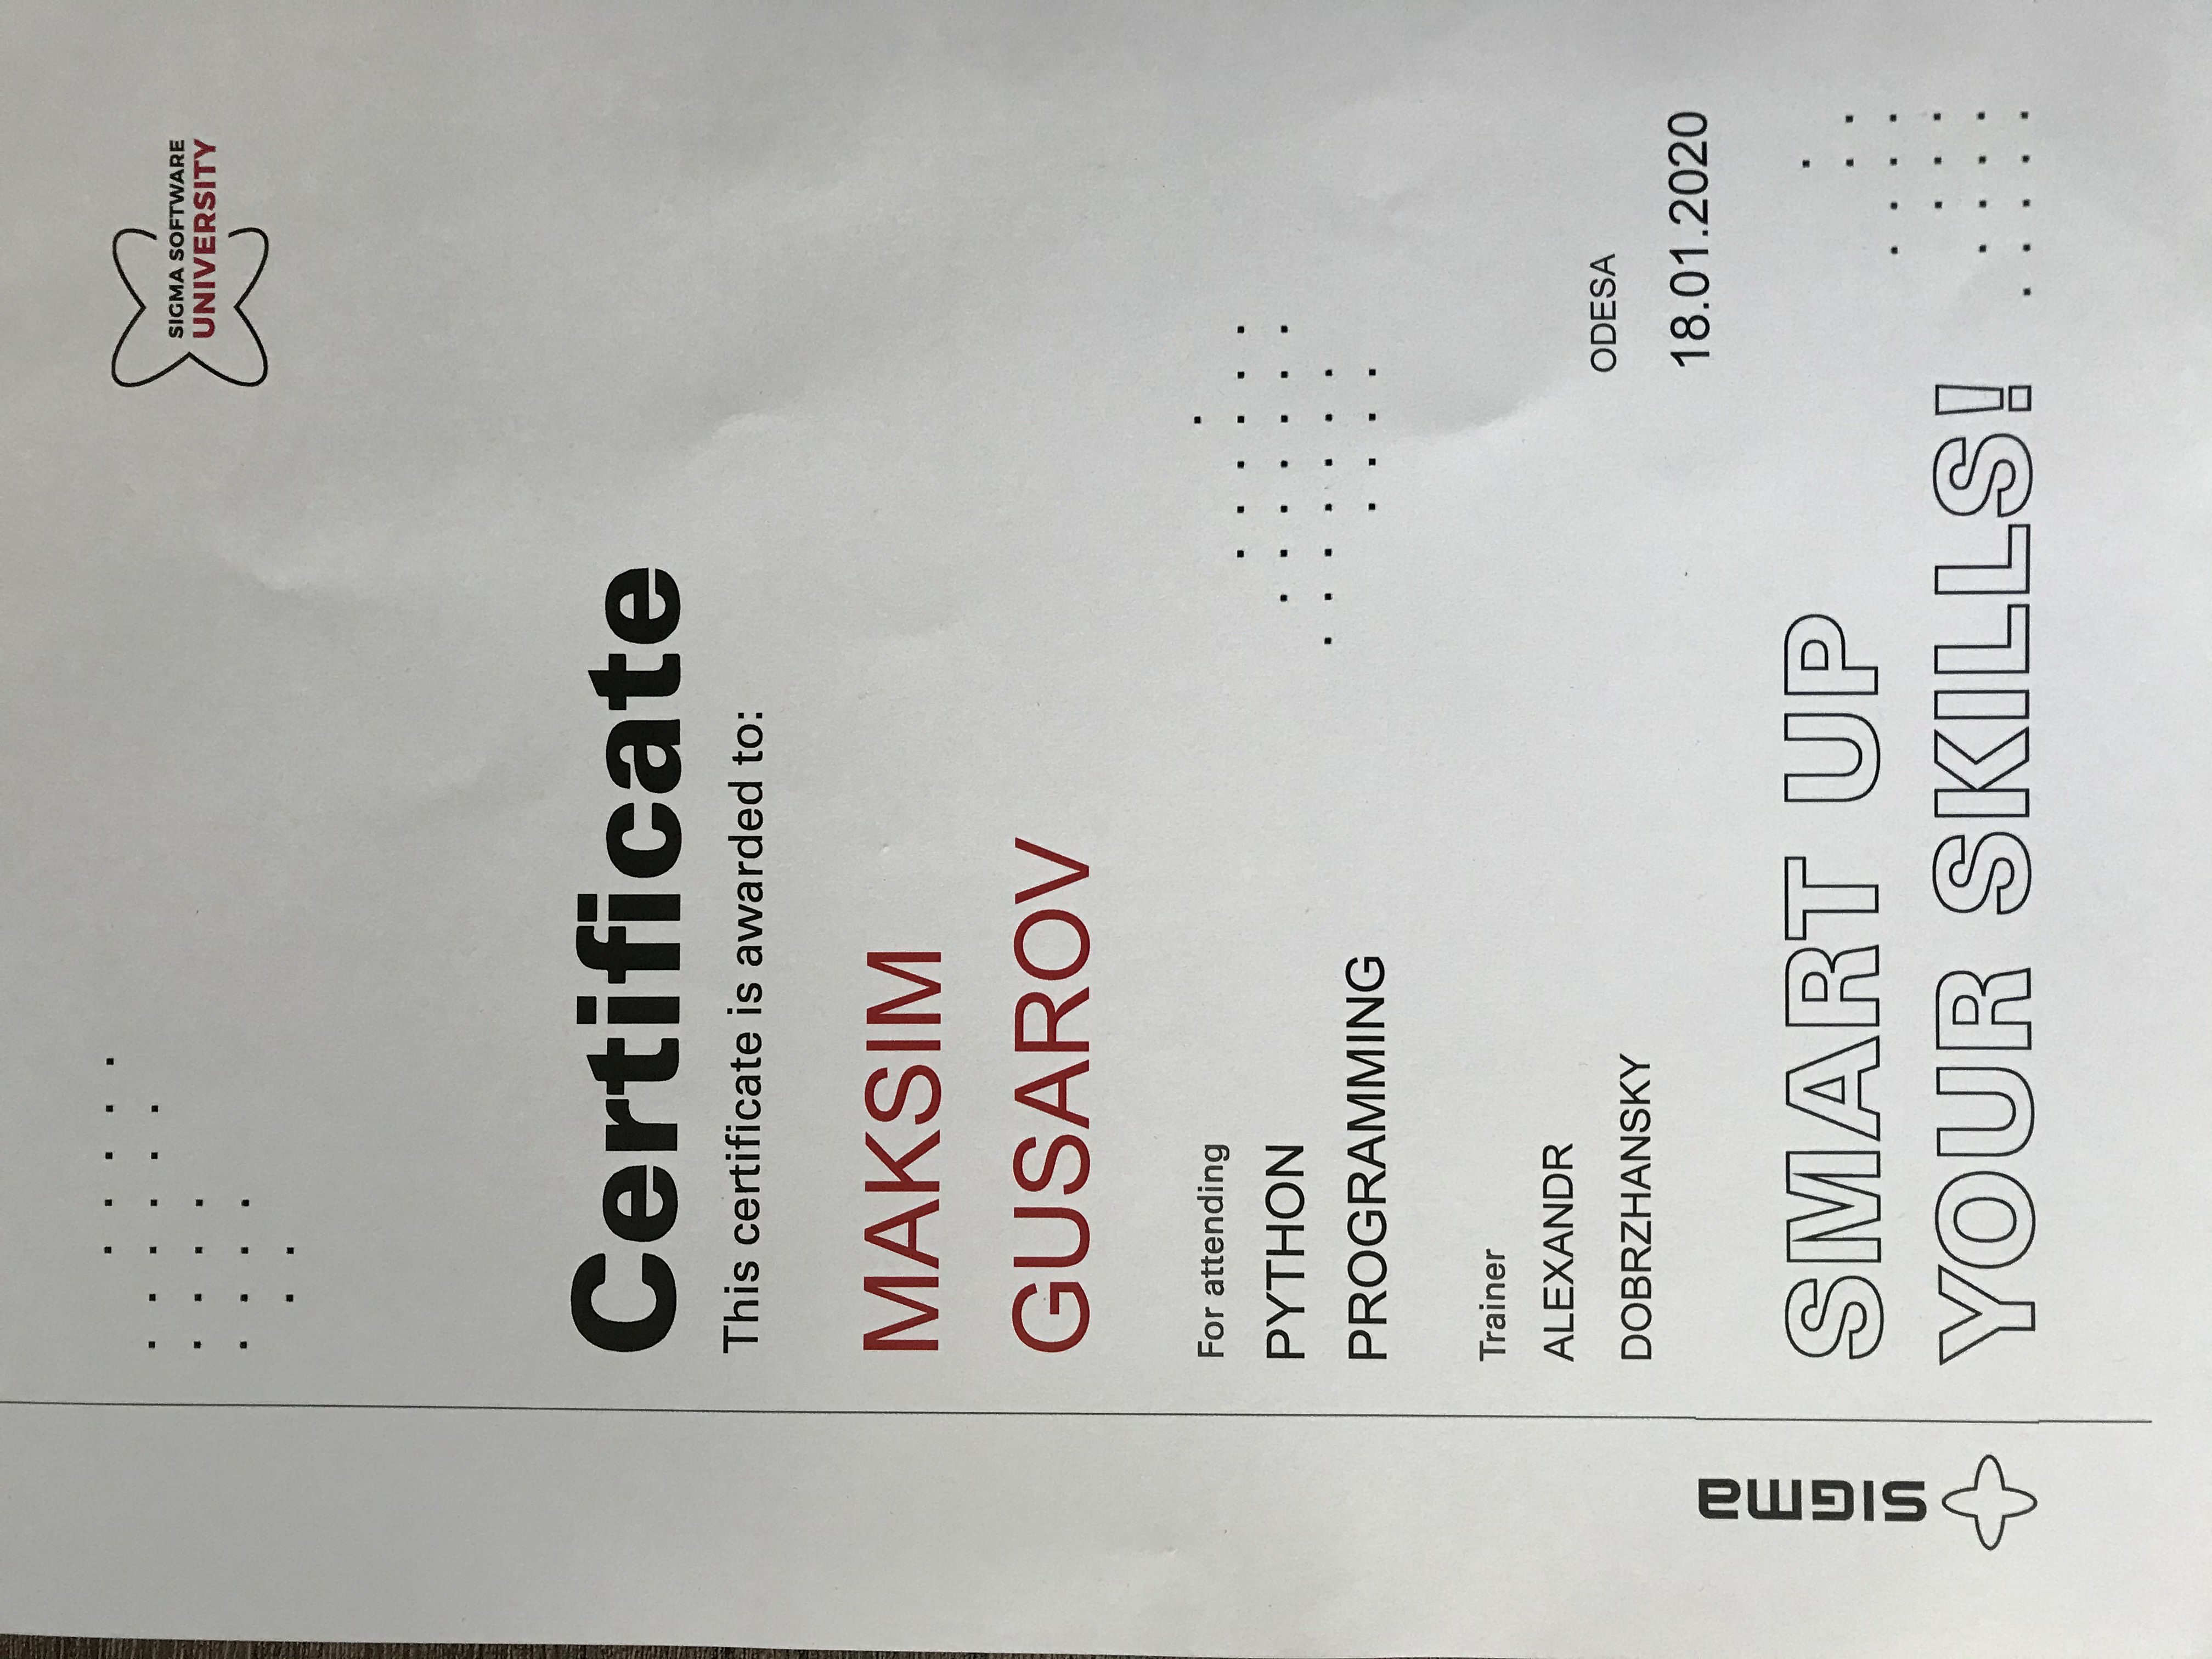 SIGMA SOFTWARE
UNIVERSITY
Certificate
This certificate is awarded to:
MAKSIM
GUSAROV
For attending
PYTHON
PROGRAMMING
Trainer
ALEXANDR
DOBRZHANSKY
ODESA
18.01.2020
sigma
SMART UP
YOUR SKILLS!